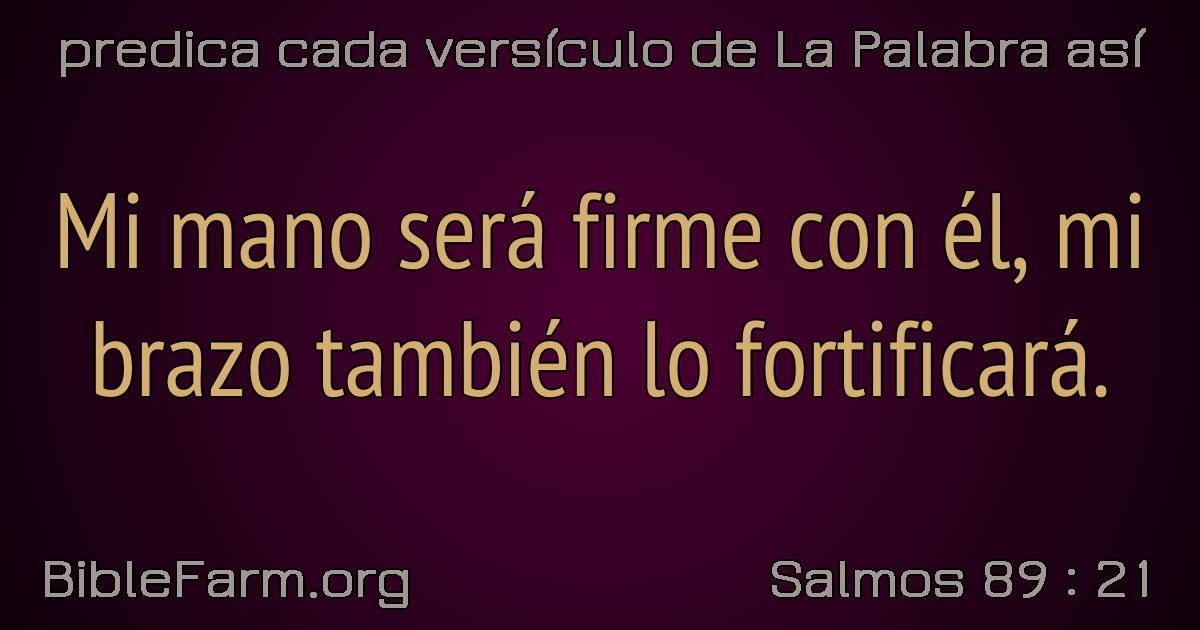 predica cada versículo de La Palabra así
Mi mano será firme con él, mi
brazo también lo fortificará.
BibleFarm.org
Salmos 89 : 21